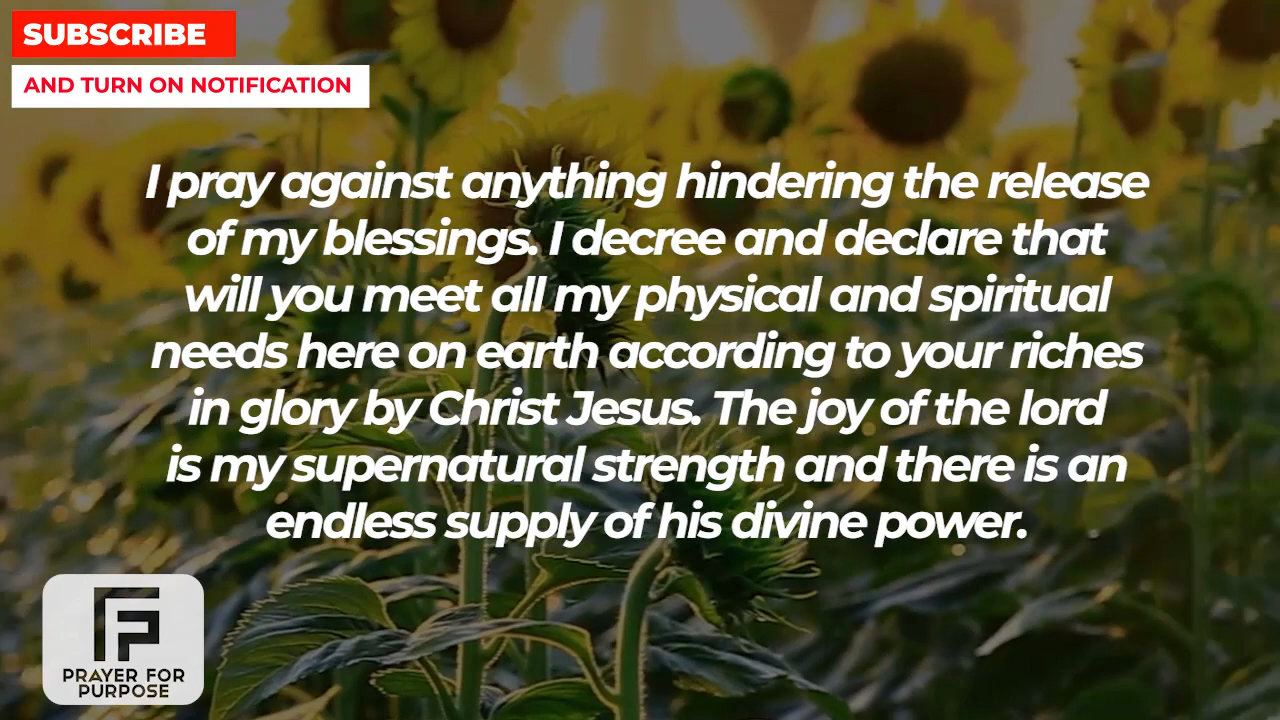 SUBSCRIBE
AND TURN ON NOTIFICATION
I pray against anything hindering the release
of my blessings. I decree and declare that
will you meet all my physical and spiritual
needs here on earth according to your riches
in glory by Christ Jesus. The joy of the lord
is my supernatural strength and there is an
endless supply of his divine power.
PRAYER FOR
PURPOSE